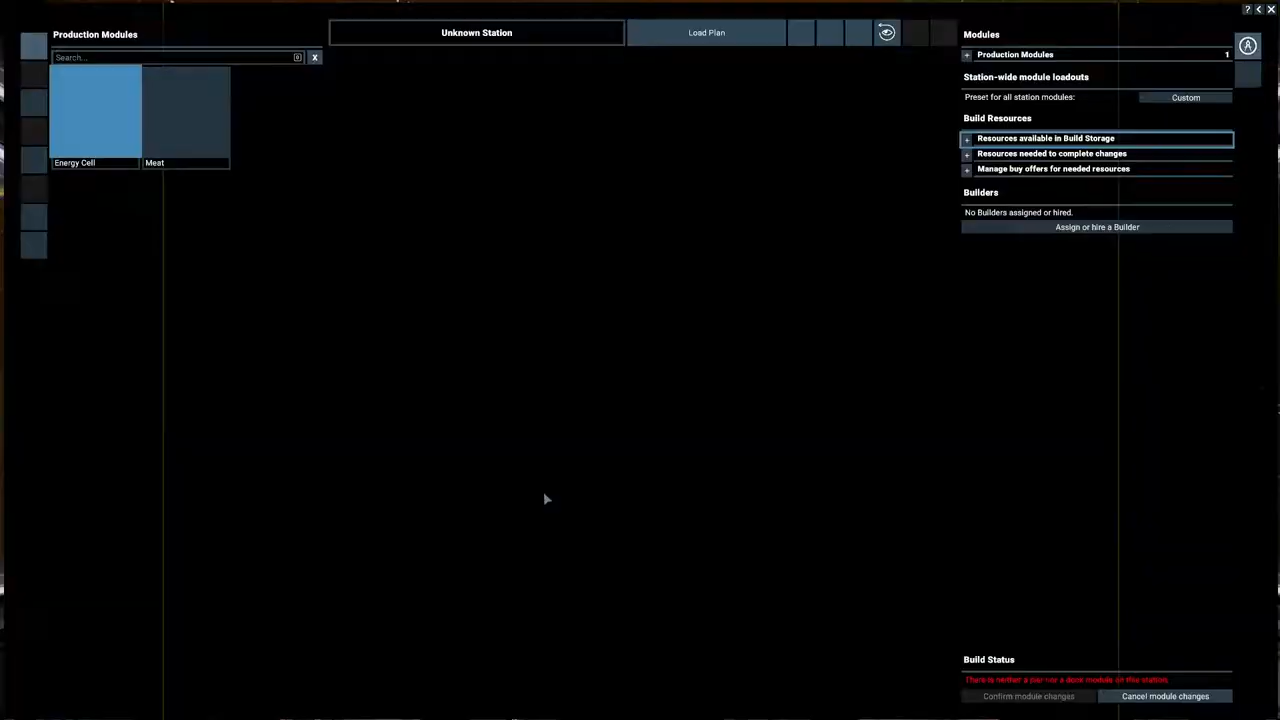 Production Modules
Search...
X
Energy Cell
Meat
Unknown Station
Load Plan
?
Modules
Production Modules 1
Station-wide module loadouts
Preset for all station modules: Custom
Build Resources
Resources available in Build Storage
Resources needed to complete changes
Manage buy offers for needed resources
Builders
No Builders assigned or hired.
Assign or hire a Builder
Build Status
There is neither a pier nor a dock module on this station.
Confirm module changes
Cancel module changes